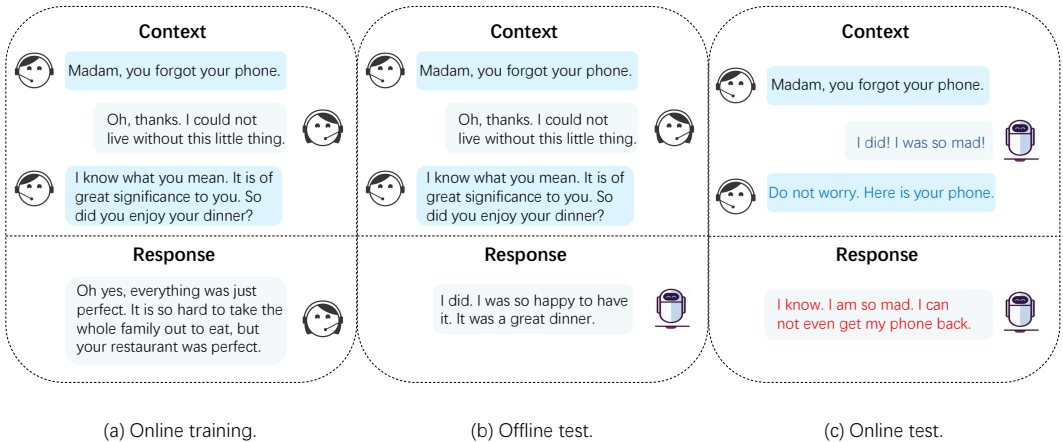 Context
Madam, you forgot your phone.
Oh, thanks. I could not
live without this little thing.
I know what you mean. It is of
great significance to you. So
did you enjoy your dinner?
Response
Oh yes, everything was just
perfect. It is so hard to take the
whole family out to eat, but
your restaurant was perfect.
(a) Online training.
Context
Madam, you forgot your phone.
Oh, thanks. I could not
live without this little thing.
I know what you mean. It is of
great significance to you. So
did you enjoy your dinner?
Response
I did. I was so happy to have
it. It was a great dinner.
(b) Offline test.
Context
Madam, you forgot your phone.
I did! I was so mad!
Do not worry. Here is your phone.
Response
I know. I am so mad. I can
not even get my phone back.
(c) Online test.